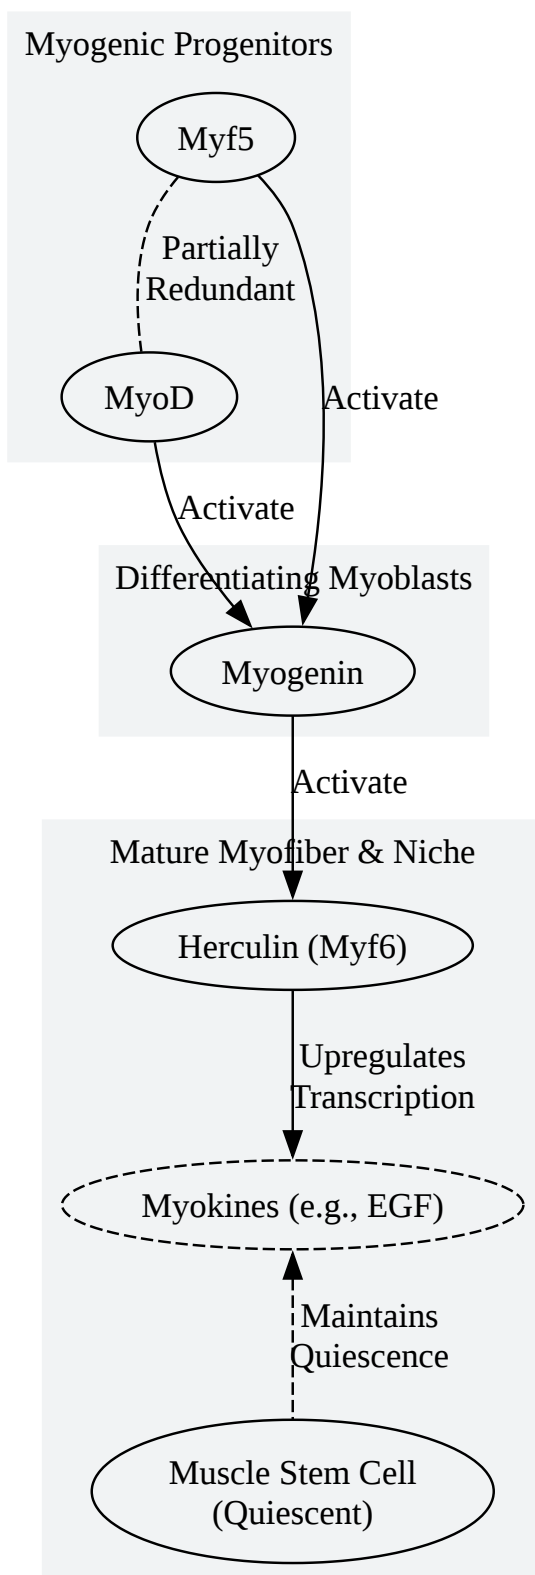 Myogenic Progenitors
Myf5
Partially
Redundant
MyoD
Activate
Activate
Differentiating Myoblasts
Myogenin
Activate
Mature Myofiber & Niche
Herculin (Myf6)
Upregulates
Transcription
Myokines (e.g., EGF)
Maintains
Quiescence
Muscle Stem Cell
(Quiescent)